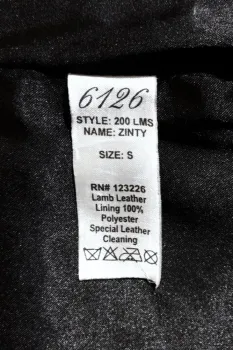 6126
STYLE: 200 LMS
NAME: ZINTY
SIZE: S
RN# 123226
Lamb Leather
Lining 100%
Polyester
Special Leather
Cleaning